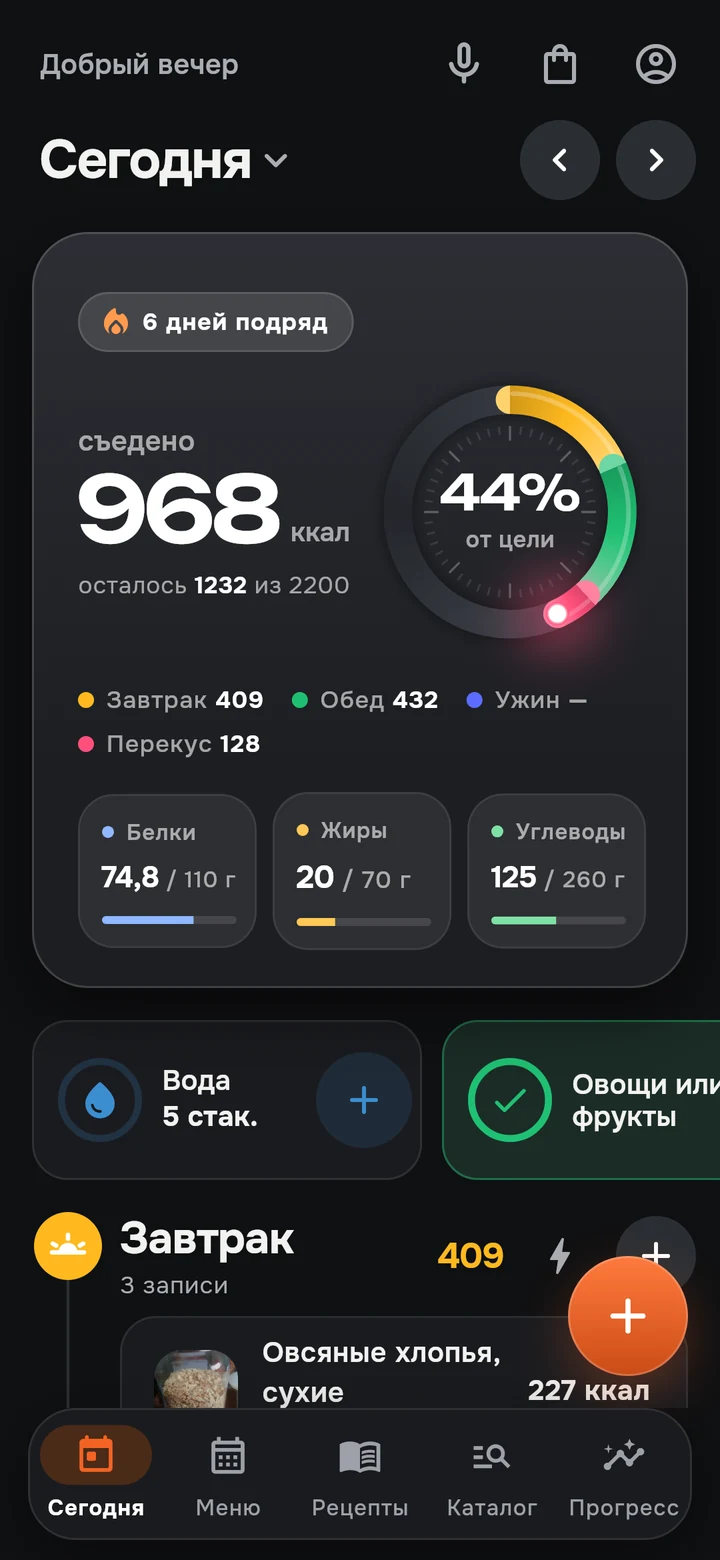 Добрый вечер
Сегодня
6 дней подряд
съедено
968 ккал
осталось 1232 из 2200
44%
от цели
Завтрак 409 Обед 432 Ужин —
Перекус 128
Белки
74,8 / 110 г
Жиры
20 / 70 г
Углеводы
125 / 260 г
Вода
5 стак.
Овощи или
фрукты
Завтрак
3 записи
409
Овсяные хлопья,
сухие
227 ккал
Сегодня
Меню
Рецепты
Каталог
Прогресс